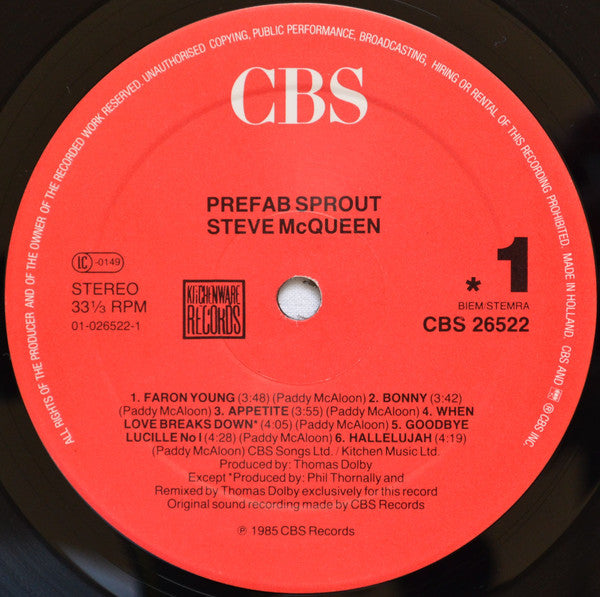 ALL RIGHTS OF THE PRODUCER AND OF THE OWNER OF THE RECORDED WORK RESERVED. UNAUTHORISED COPYING, PUBLIC PERFORMANCE, BROADCASTING, HIRING OR RENTAL OF THIS RECORDING PROHIBITED. MADE IN HOLLAND. CBS AND ® CBS INC.
CBS
PREFAB SPROUT
STEVE McQUEEN
LC -0149
STEREO
33⅓ RPM
01-026522-1
KITCHENWARE
RECORDS
* 1
BIEM/STEMRA
CBS 26522
1. FARON YOUNG (3:48) (Paddy McAloon) 2. BONNY (3:42)
(Paddy McAloon) 3. APPETITE (3:55) (Paddy McAloon) 4. WHEN
LOVE BREAKS DOWN* (4:05) (Paddy McAloon) 5. GOODBYE
LUCILLE No I (4:28) (Paddy McAloon) 6. HALLELUJAH (4:19)
(Paddy McAloon) CBS Songs Ltd. / Kitchen Music Ltd.
Produced by: Thomas Dolby
Except *Produced by: Phil Thornally and
Remixed by Thomas Dolby exclusively for this record
Original sound recording made by CBS Records
℗ 1985 CBS Records